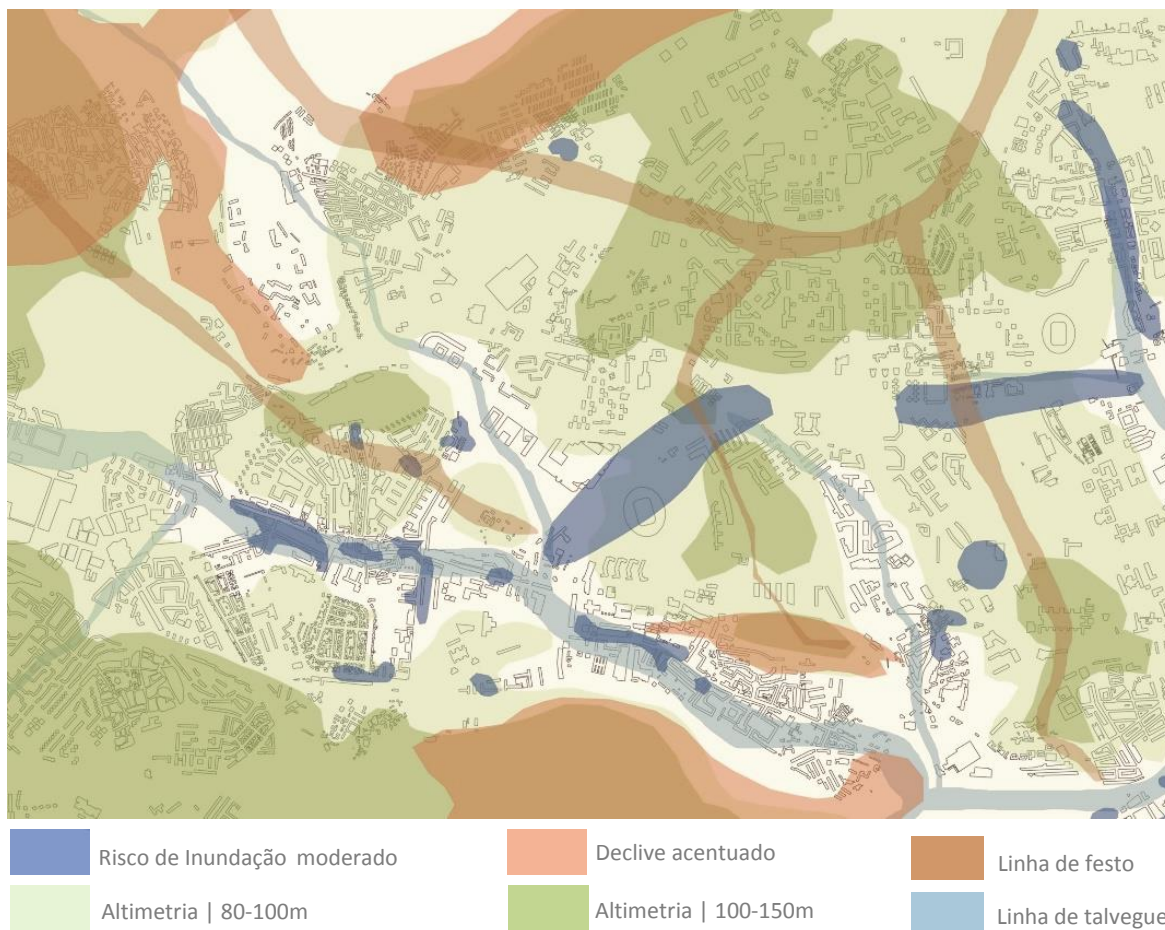 Risco de Inundação moderado
Declive acentuado
Linha de festo
Altimetria | 80-100m
Altimetria | 100-150m
Linha de talvegue